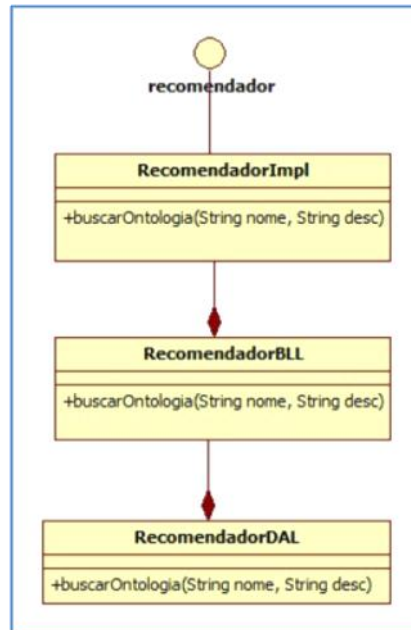 recomendador
RecomendadorImpl
+buscarOntologia(String nome, String desc)
RecomendadorBLL
+buscarOntologia(String nome, String desc)
RecomendadorDAL
+buscarOntologia(String nome, String desc)